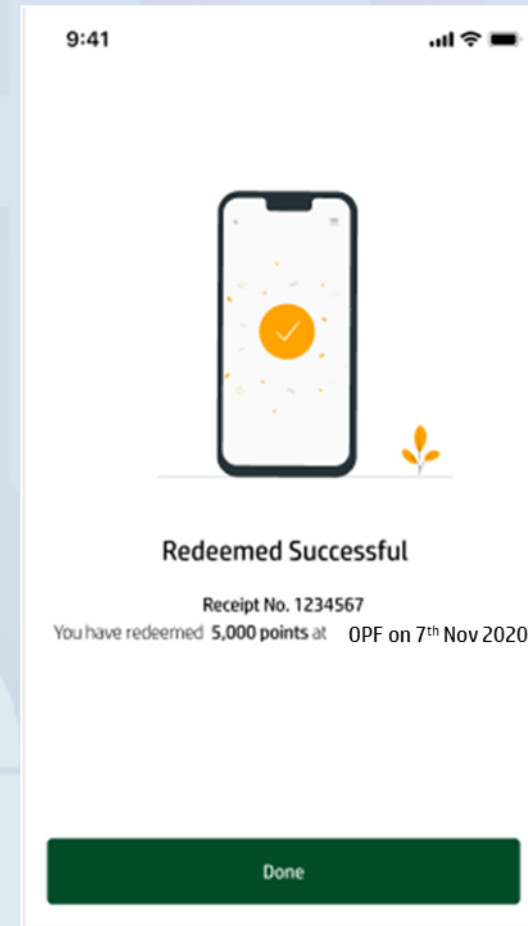 9:41
Redeemed Successful
Receipt No. 1234567
You have redeemed 5,000 points at OPF on 7th Nov 2020
Done